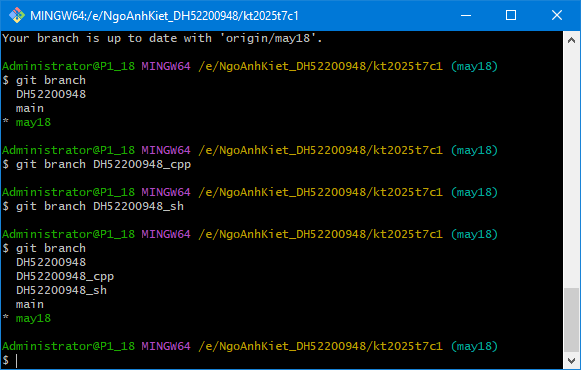 MINGW64:/e/NgoAnhKiet_DH52200948/kt2025t7c1
Your branch is up to date with 'origin/may18'.
Administrator@P1_18 MINGW64 /e/NgoAnhKiet_DH52200948/kt2025t7c1 (may18)
$ git branch
  DH52200948
  main
* may18
Administrator@P1_18 MINGW64 /e/NgoAnhKiet_DH52200948/kt2025t7c1 (may18)
$ git branch DH52200948_cpp
Administrator@P1_18 MINGW64 /e/NgoAnhKiet_DH52200948/kt2025t7c1 (may18)
$ git branch DH52200948_sh
Administrator@P1_18 MINGW64 /e/NgoAnhKiet_DH52200948/kt2025t7c1 (may18)
$ git branch
  DH52200948
  DH52200948_cpp
  DH52200948_sh
  main
* may18
Administrator@P1_18 MINGW64 /e/NgoAnhKiet_DH52200948/kt2025t7c1 (may18)
$